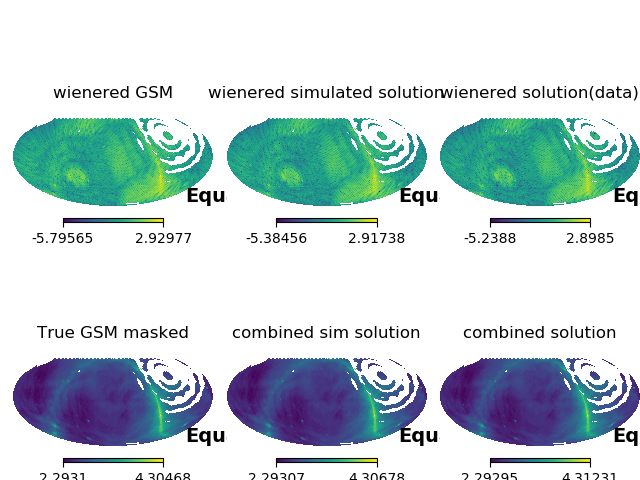 wienered GSM
wienered simulated solution
wienered solution(data)
Equ
Equ
Eq
-5.79565 2.92977
-5.38456 2.91738
-5.2388 2.8985
True GSM masked
combined sim solution
combined solution
Equ
Equ
Eq
2.2931 4.30468
2.29307 4.30678
2.29295 4.31231